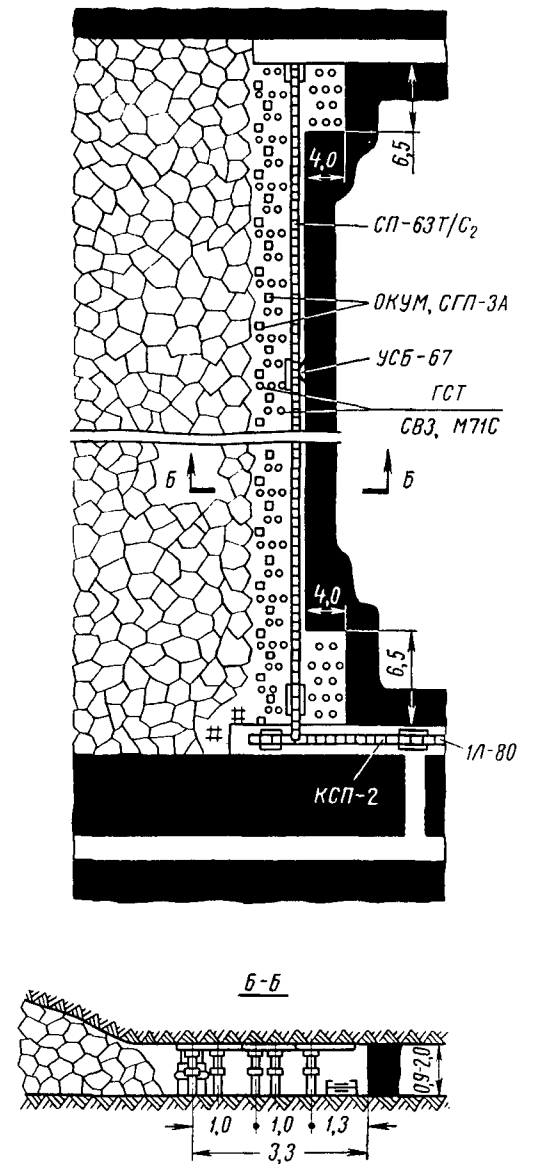 4,0
6,5
СП-63Т/С₂
ОКУМ, СГП-3А
УСБ-67
ГСТ
СВЗ, М71С
Б Б
4,0
6,5
1Л-80
КСП-2
Б-Б
0,9-2,0
1,0 1,0 1,3
3,3